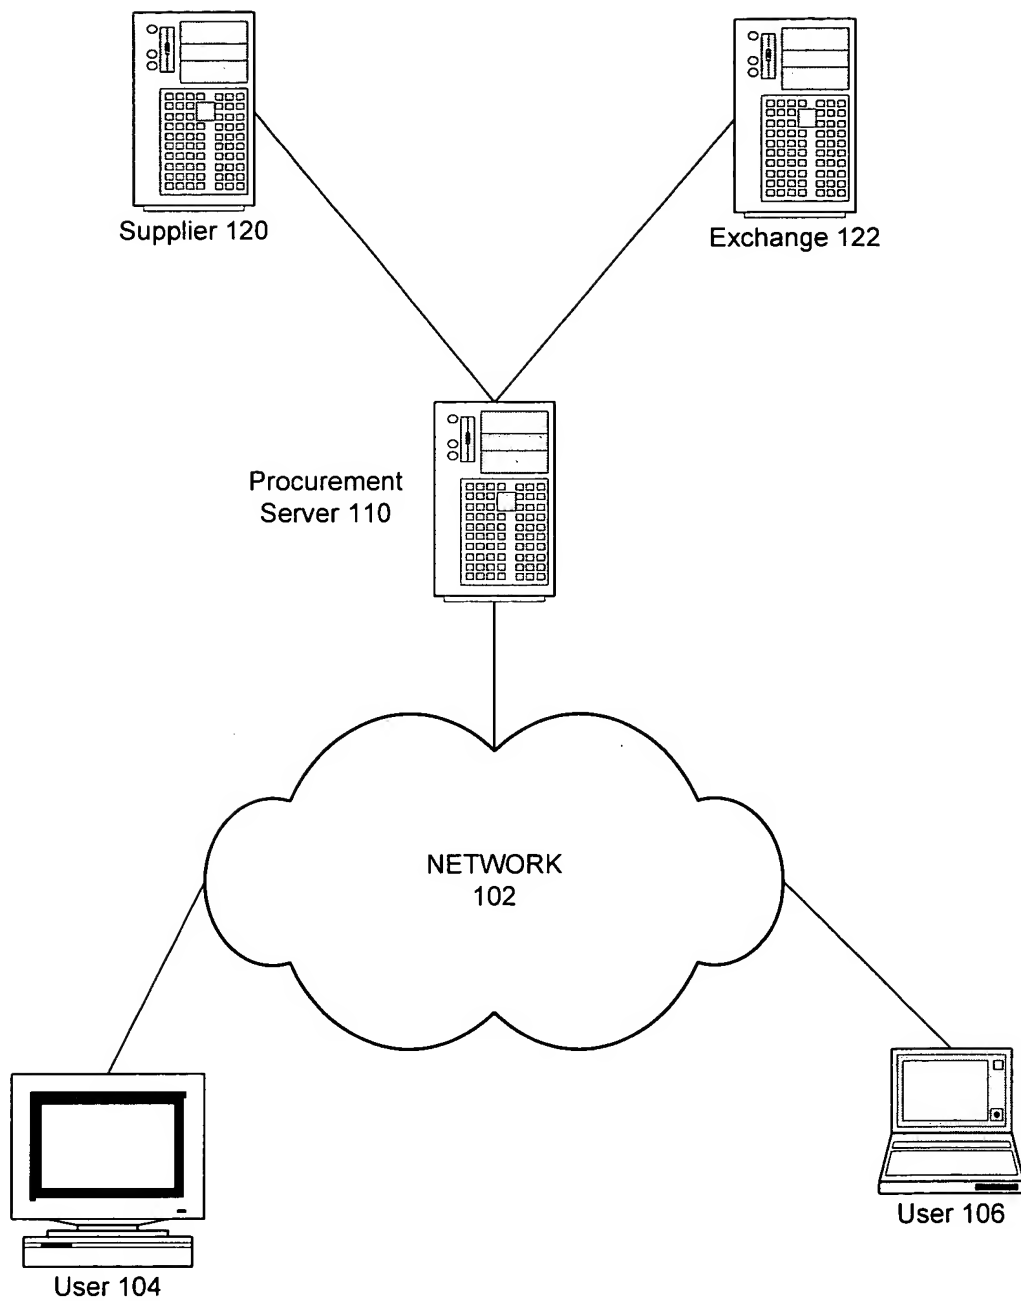 Supplier 120
Exchange 122
Procurement
Server 110
NETWORK
102
User 106
User 104